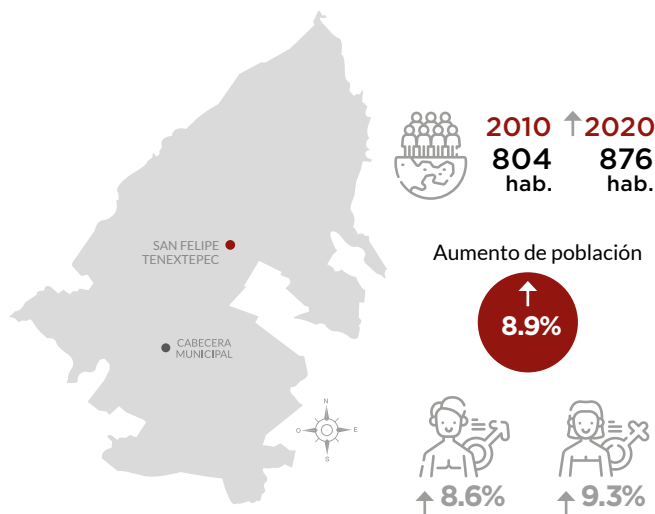 2010 ↑ 2020
804 876
hab. hab.
SAN FELIPE
TENEXTEPEC
Aumento de población
↑
8.9%
CABECERA
MUNICIPAL
N
O E
S
↑ 8.6% ↑ 9.3%